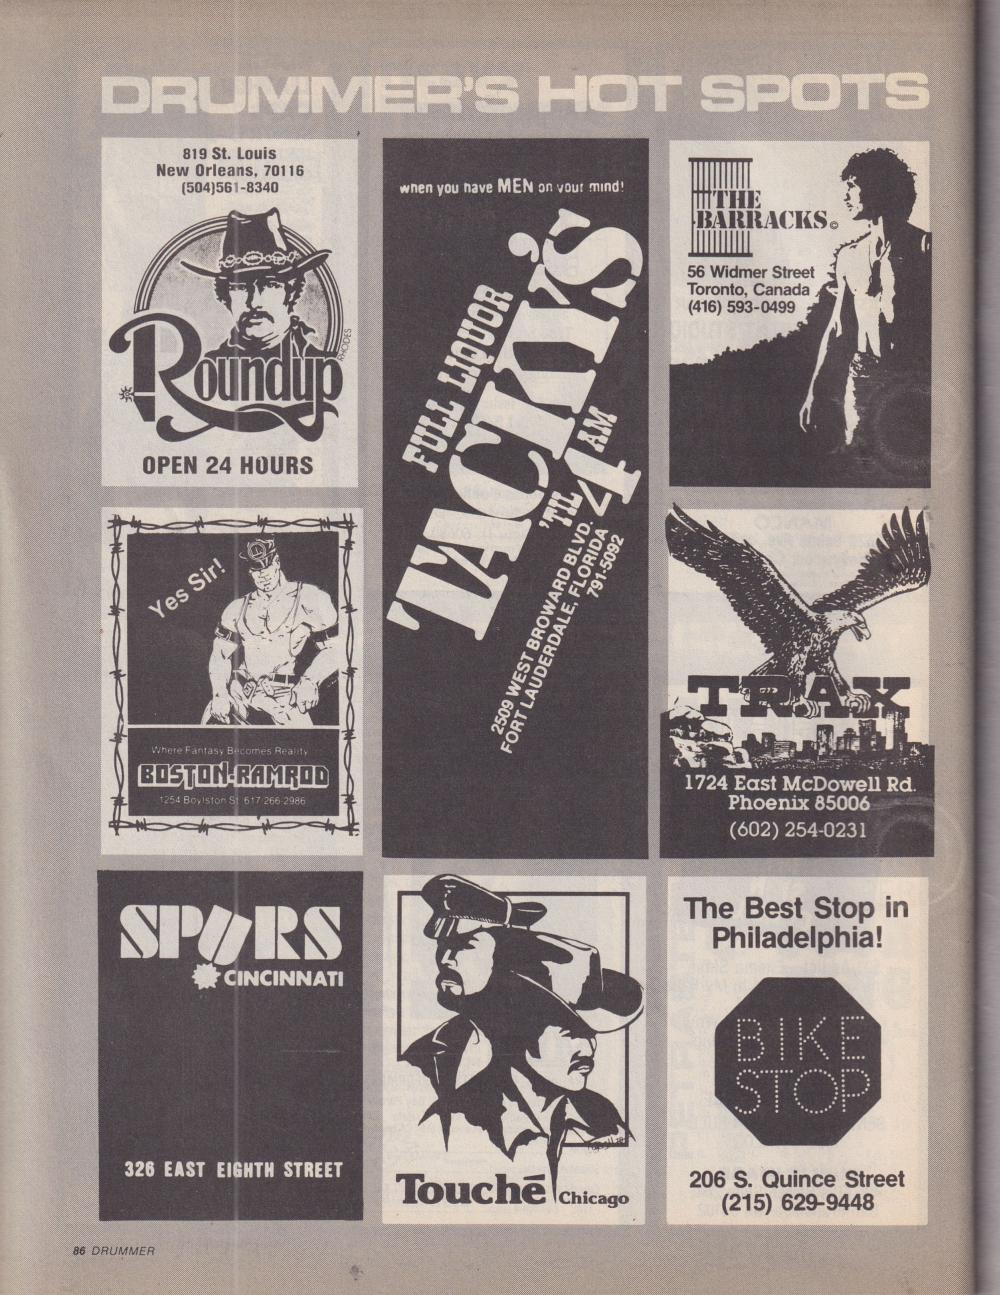 DRUMMER'S HOT SPOTS
819 St. Louis
New Orleans, 70116
(504)561-8340
Roundup
RHODES
OPEN 24 HOURS
when you have MEN on your mind!
FULL LIQUOR
TACKY'S
'TIL 4 AM
2509 WEST BROWARD BLVD.
FORT LAUDERDALE, FLORIDA
791-5092
THE
BARRACKS©
56 Widmer Street
Toronto, Canada
(416) 593-0499
Yes Sir!
Where Fantasy Becomes Reality
BOSTON-RAMROD
1254 Boylston St. 617-266-2986
TRAX
1724 East McDowell Rd.
Phoenix 85006
(602) 254-0231
SPURS
CINCINNATI
326 EAST EIGHTH STREET
Touché Chicago
The Best Stop in
Philadelphia!
BIKE
STOP
206 S. Quince Street
(215) 629-9448
86 DRUMMER